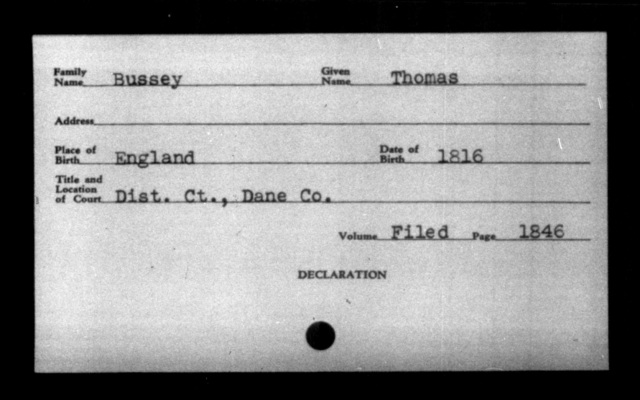 Family Name Bussey Given Name Thomas
Address
Place of Birth England Date of Birth 1816
Title and Location of Court Dist. Ct., Dane Co.
Volume Filed Page 1846
DECLARATION